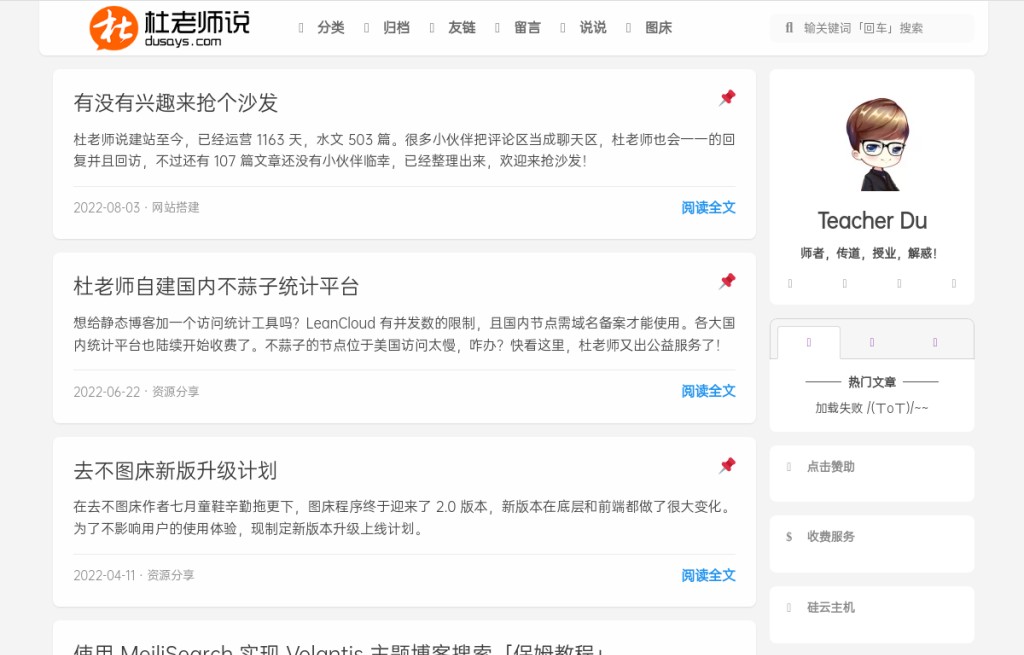 杜老师说
dusays.com
分类
归档
友链
留言
说说
图床
输关键词「回车」搜索
有没有兴趣来抢个沙发
杜老师说建站至今，已经运营 1163 天，水文 503 篇。很多小伙伴把评论区当成聊天区，杜老师也会一一的回
复并且回访，不过还有 107 篇文章还没有小伙伴临幸，已经整理出来，欢迎来抢沙发！
2022-08-03 · 网站搭建
阅读全文
杜老师自建国内不蒜子统计平台
想给静态博客加一个访问统计工具吗？LeanCloud 有并发数的限制，且国内节点需域名备案才能使用。各大国
内统计平台也陆续开始收费了。不蒜子的节点位于美国访问太慢，咋办？快看这里，杜老师又出公益服务了！
2022-06-22 · 资源分享
阅读全文
去不图床新版升级计划
在去不图床作者七月童鞋辛勤拖更下，图床程序终于迎来了 2.0 版本，新版本在底层和前端都做了很大变化。
为了不影响用户的使用体验，现制定新版本升级上线计划。
2022-04-11 · 资源分享
阅读全文
使用 MeiliSearch 实现 Volantis 主题博客搜索「保姆教程」
Teacher Du
师者，传道，授业，解惑！
热门文章
加载失败 /(ToT)/~~
点击赞助
$ 收费服务
硅云主机